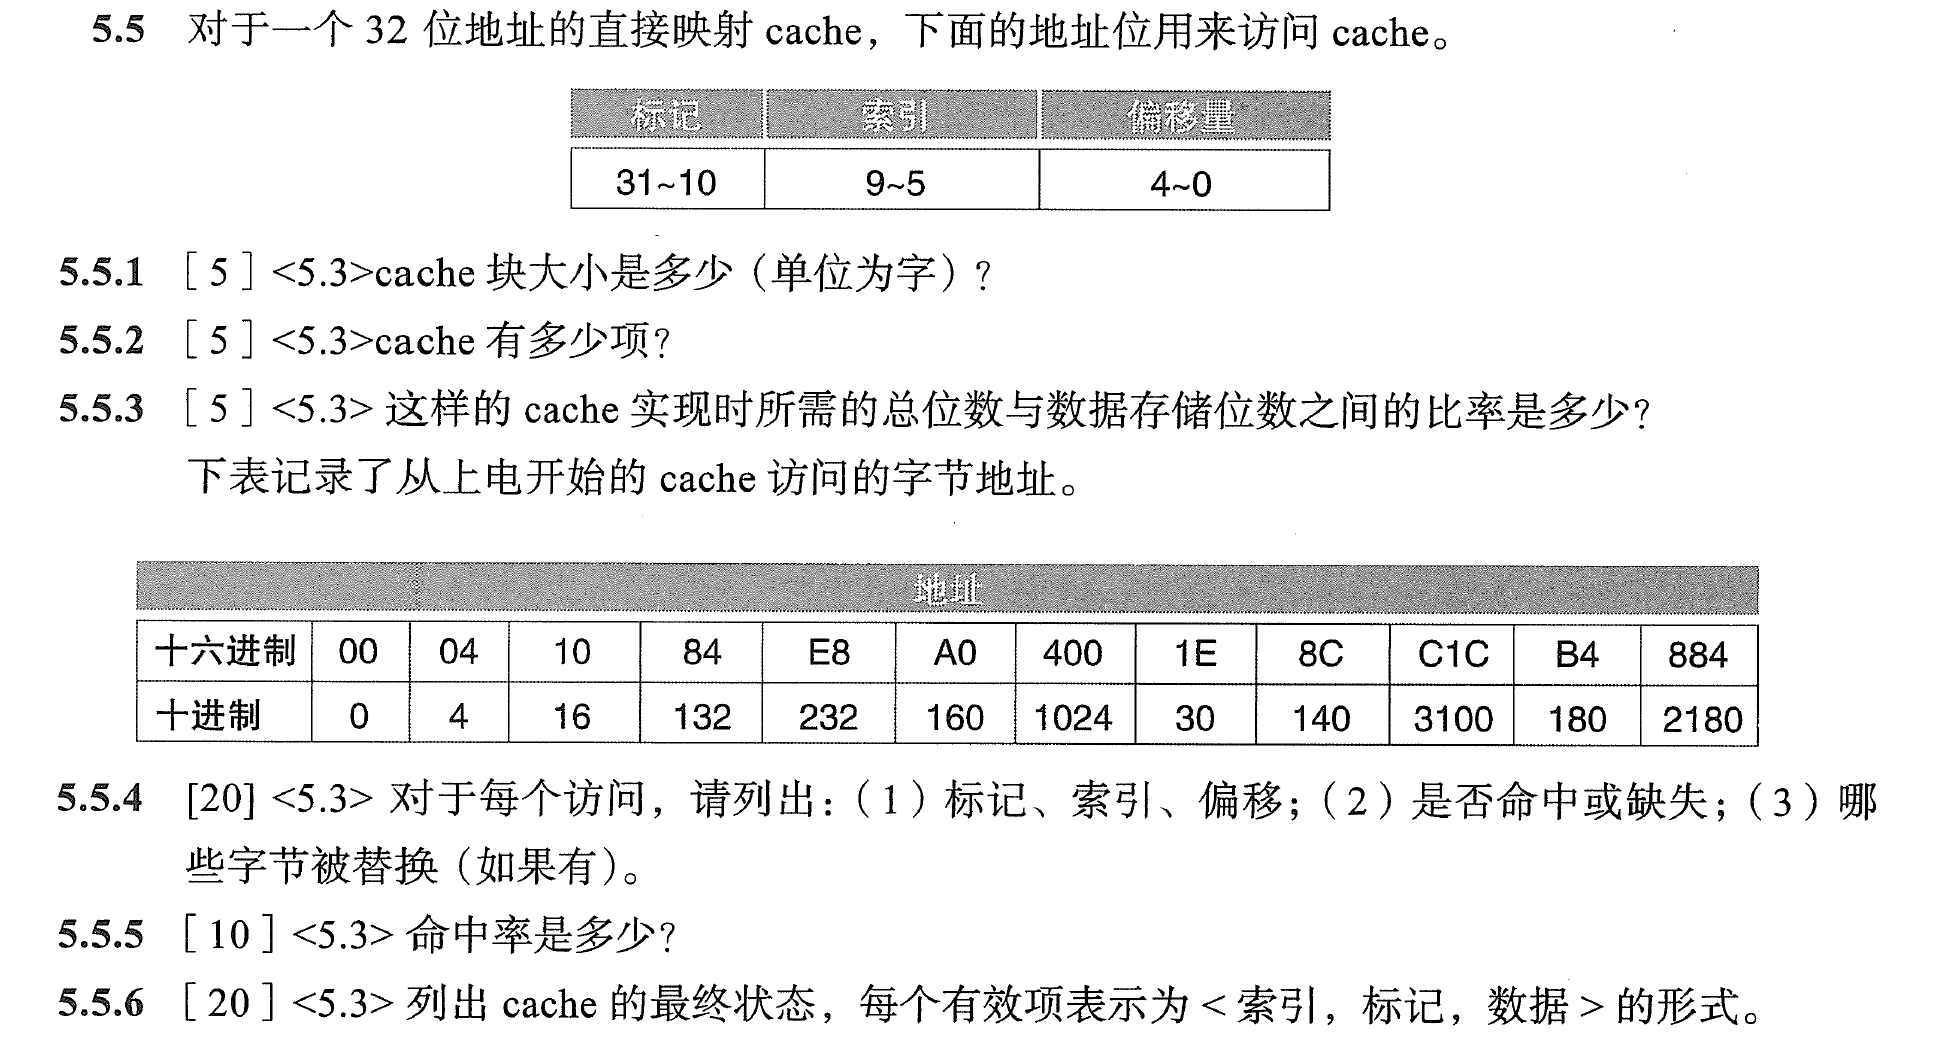 5.5 对于一个 32 位地址的直接映射 cache，下面的地址位用来访问 cache。
标记 索引 偏移量
31~10 9~5 4~0
5.5.1 ［5］<5.3>cache 块大小是多少（单位为字）？
5.5.2 ［5］<5.3>cache 有多少项？
5.5.3 ［5］<5.3> 这样的 cache 实现时所需的总位数与数据存储位数之间的比率是多少？
下表记录了从上电开始的 cache 访问的字节地址。
地址
十六进制 00 04 10 84 E8 A0 400 1E 8C C1C B4 884
十进制 0 4 16 132 232 160 1024 30 140 3100 180 2180
5.5.4 [20] <5.3> 对于每个访问，请列出：（1）标记、索引、偏移；（2）是否命中或缺失；（3）哪
些字节被替换（如果有）。
5.5.5 ［10］<5.3> 命中率是多少？
5.5.6 ［20］<5.3> 列出 cache 的最终状态，每个有效项表示为 < 索引，标记，数据 > 的形式。